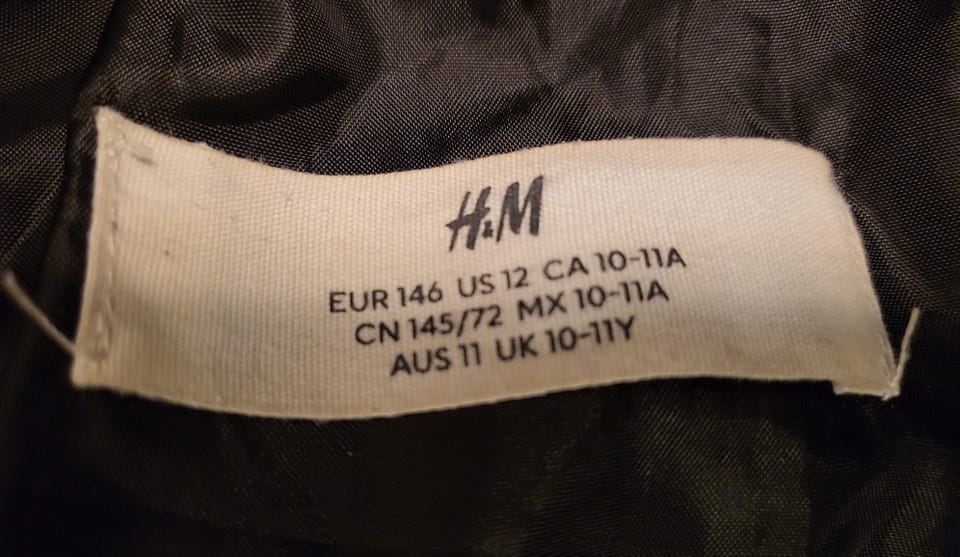 H&M
EUR 146 US 12 CA 10-11A
CN 145/72 MX 10-11A
AUS 11 UK 10-11Y